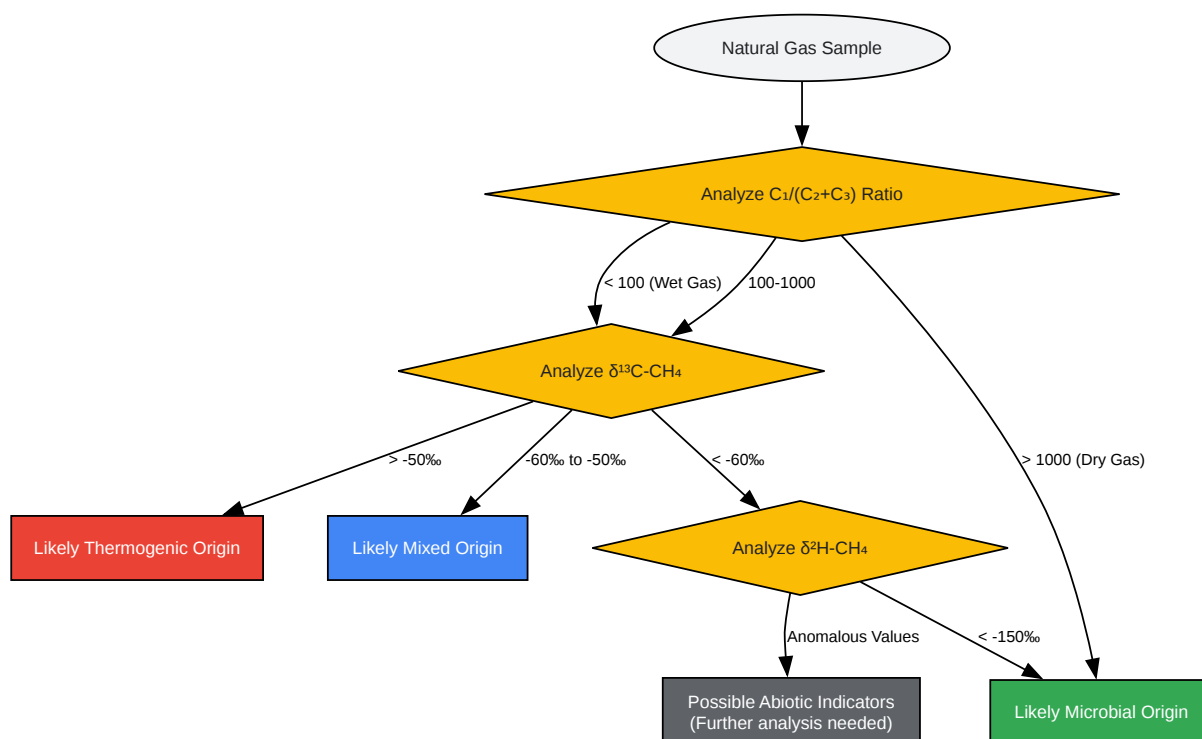 Natural Gas Sample
Analyze C₁/(C₂+C₃) Ratio
< 100 (Wet Gas)
100-1000
Analyze δ¹³C-CH₄
> -50‰
-60‰ to -50‰
< -60‰
> 1000 (Dry Gas)
Likely Thermogenic Origin
Likely Mixed Origin
Analyze δ²H-CH₄
Anomalous Values
< -150‰
Possible Abiotic Indicators
(Further analysis needed)
Likely Microbial Origin